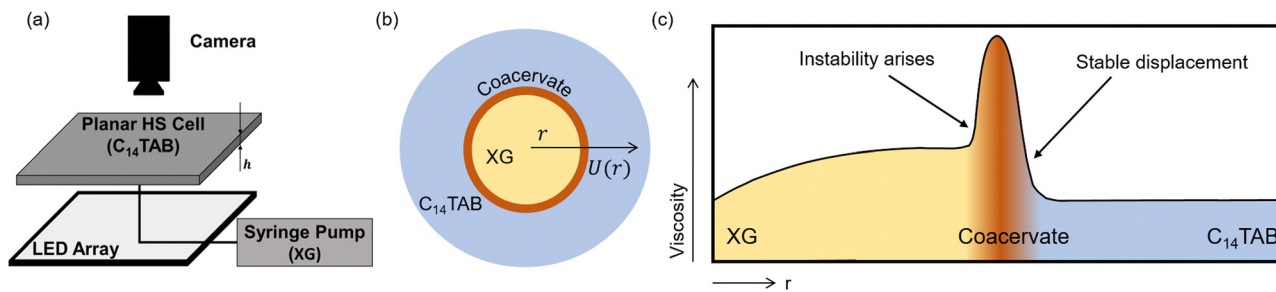 (a)
Camera
Planar HS Cell
(C₁₄TAB)
h
LED Array
Syringe Pump
(XG)
(b)
Coacervate
r
XG
U(r)
C₁₄TAB
(c)
Instability arises
Stable displacement
Viscosity
XG
Coacervate
C₁₄TAB
r